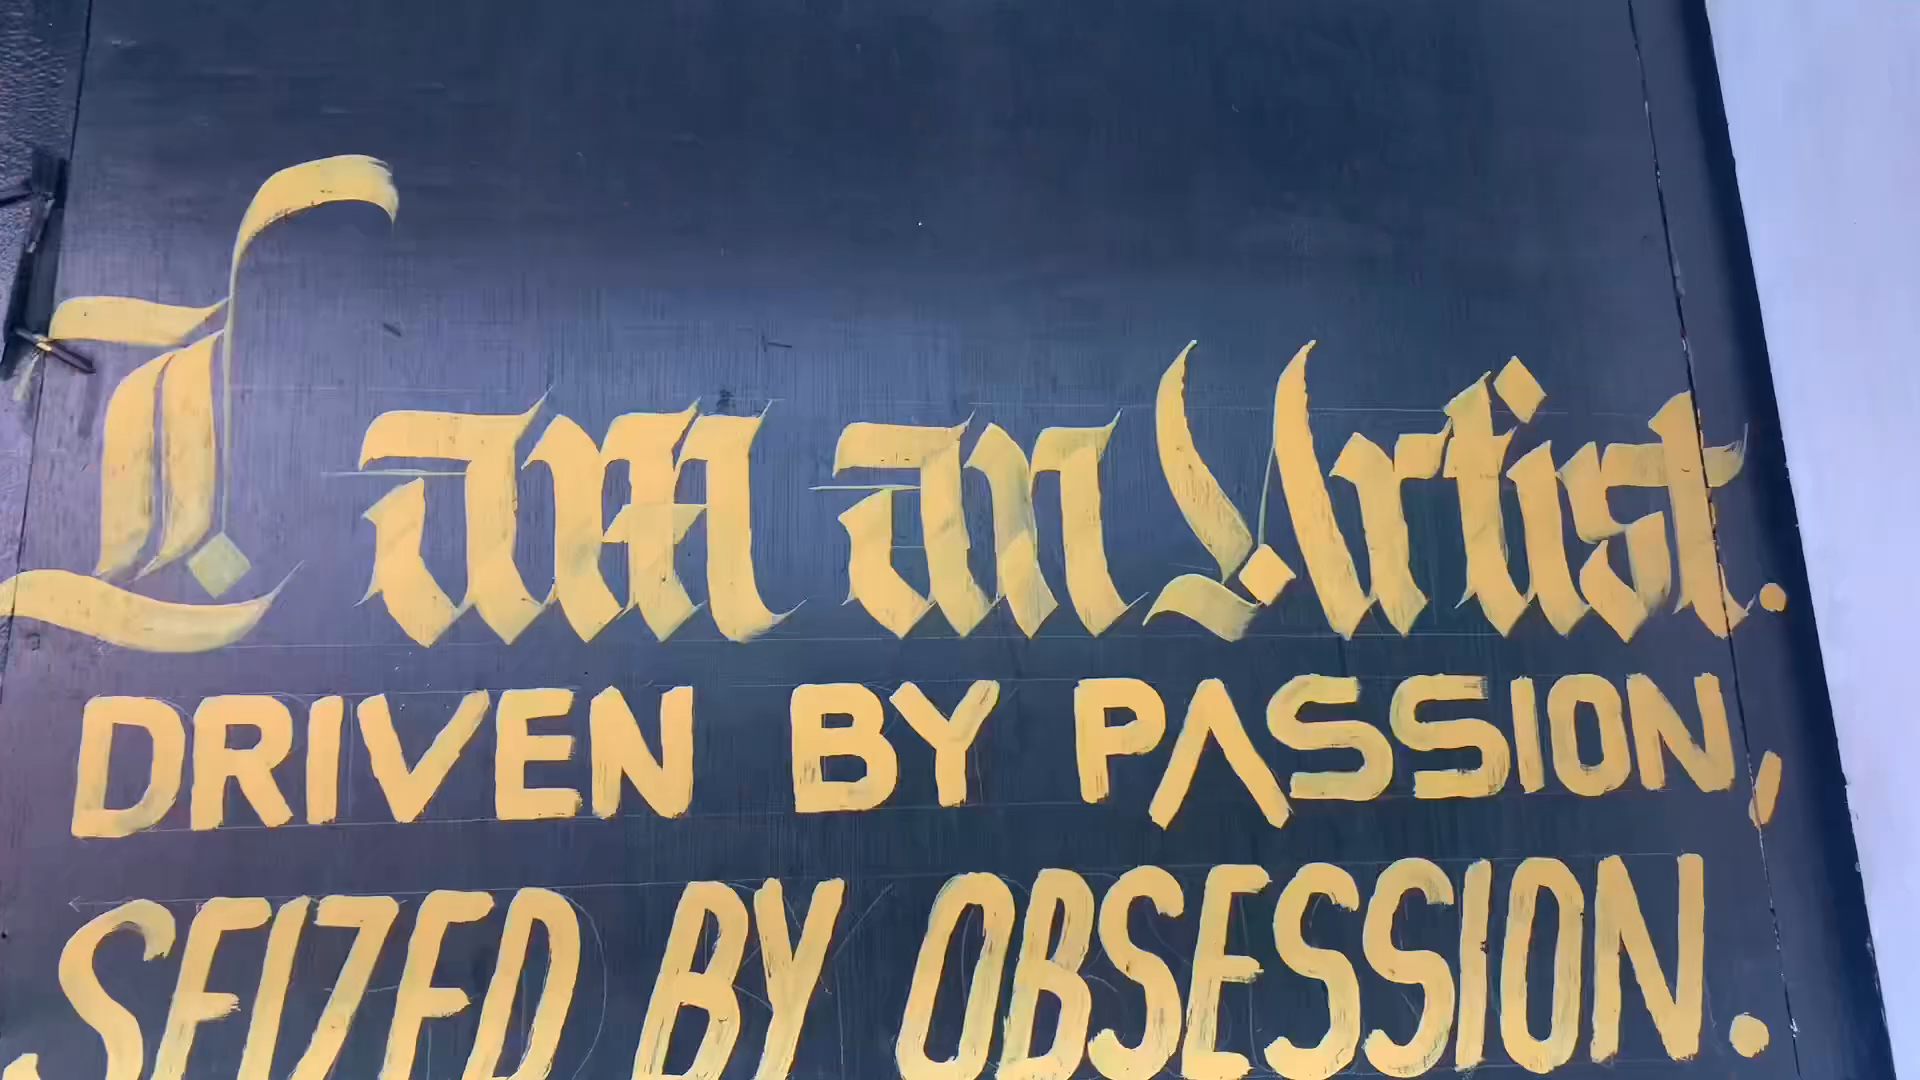 I am an Artist.
DRIVEN BY PASSION,
SEIZED BY OBSESSION.